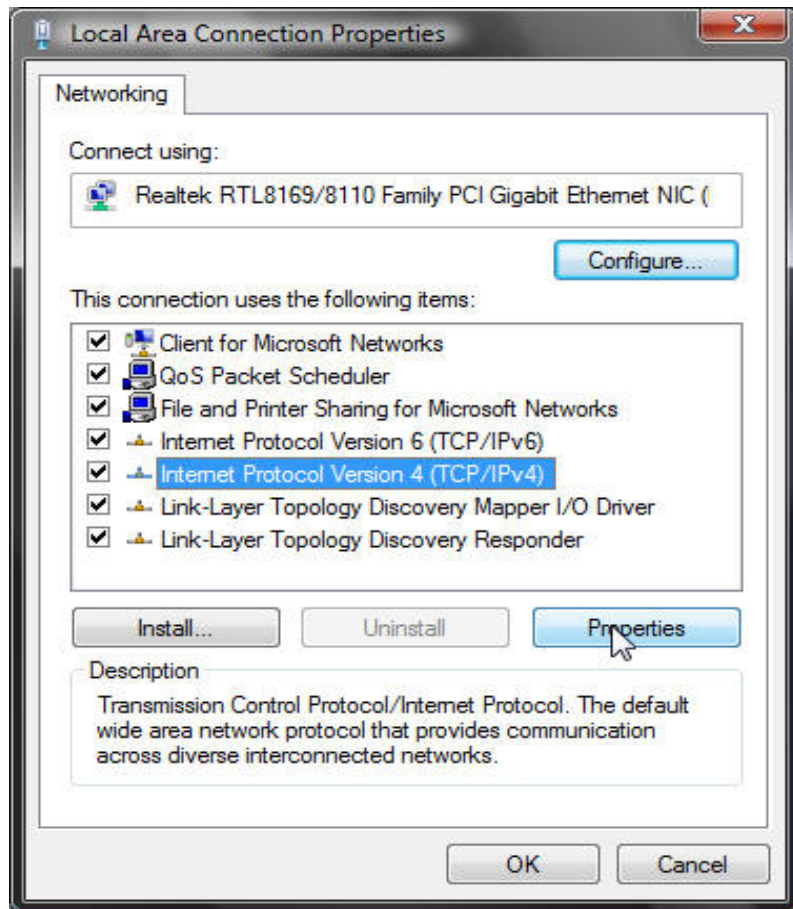 Local Area Connection Properties
Networking
Connect using:
Realtek RTL8169/8110 Family PCI Gigabit Ethernet NIC (
Configure...
This connection uses the following items:
Client for Microsoft Networks
QoS Packet Scheduler
File and Printer Sharing for Microsoft Networks
Internet Protocol Version 6 (TCP/IPv6)
Internet Protocol Version 4 (TCP/IPv4)
Link-Layer Topology Discovery Mapper I/O Driver
Link-Layer Topology Discovery Responder
Install... Uninstall Properties
Description
Transmission Control Protocol/Internet Protocol. The default
wide area network protocol that provides communication
across diverse interconnected networks.
OK Cancel